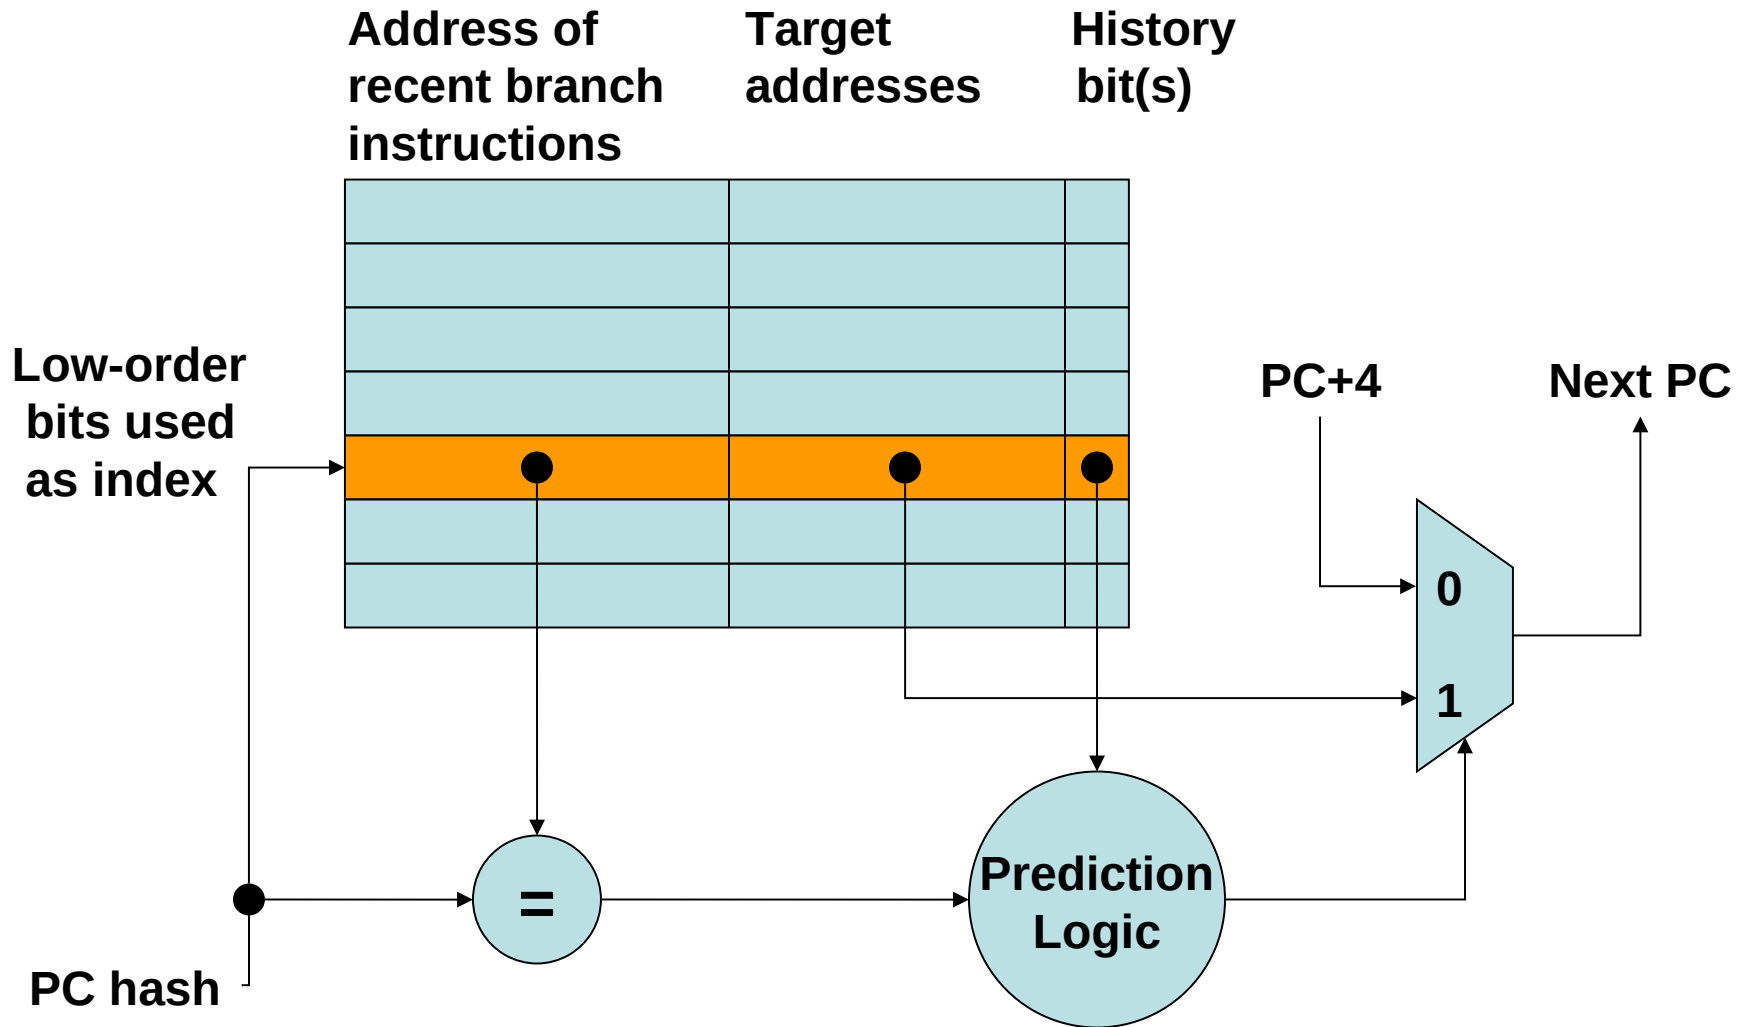 Address of
recent branch
instructions
Target
addresses
History
bit(s)
Low-order
bits used
as index
PC+4
Next PC
0
1
=
Prediction
Logic
PC hash